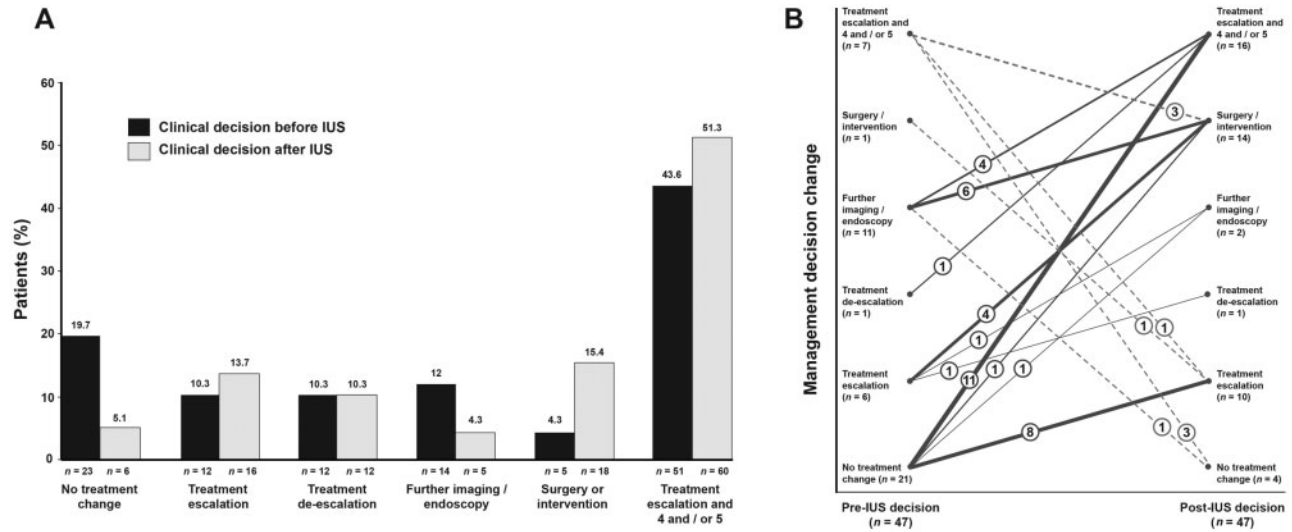 A
Patients (%)
60
50
40
30
20
10
0
Clinical decision before IUS
Clinical decision after IUS
19.7
5.1
10.3
13.7
10.3
10.3
12
4.3
4.3
15.4
43.6
51.3
n = 23 n = 6
n = 12 n = 16
n = 12 n = 12
n = 14 n = 5
n = 5 n = 18
n = 51 n = 60
No treatment
change
Treatment
escalation
Treatment
de-escalation
Further imaging /
endoscopy
Surgery or
intervention
Treatment
escalation and
4 and / or 5
B
Management decision change
Treatment
escalation and
4 and / or 5
(n = 7)
Surgery /
intervention
(n = 1)
Further
imaging /
endoscopy
(n = 11)
Treatment
de-escalation
(n = 1)
Treatment
escalation
(n = 6)
No treatment
change (n = 21)
3
4
6
1
4
1
1
1
1
11
1
1
8
1
3
Treatment
escalation and
4 and / or 5
(n = 16)
Surgery /
intervention
(n = 14)
Further
imaging /
endoscopy
(n = 2)
Treatment
de-escalation
(n = 1)
Treatment
escalation
(n = 10)
No treatment
change (n = 4)
Pre-IUS decision
(n = 47)
Post-IUS decision
(n = 47)